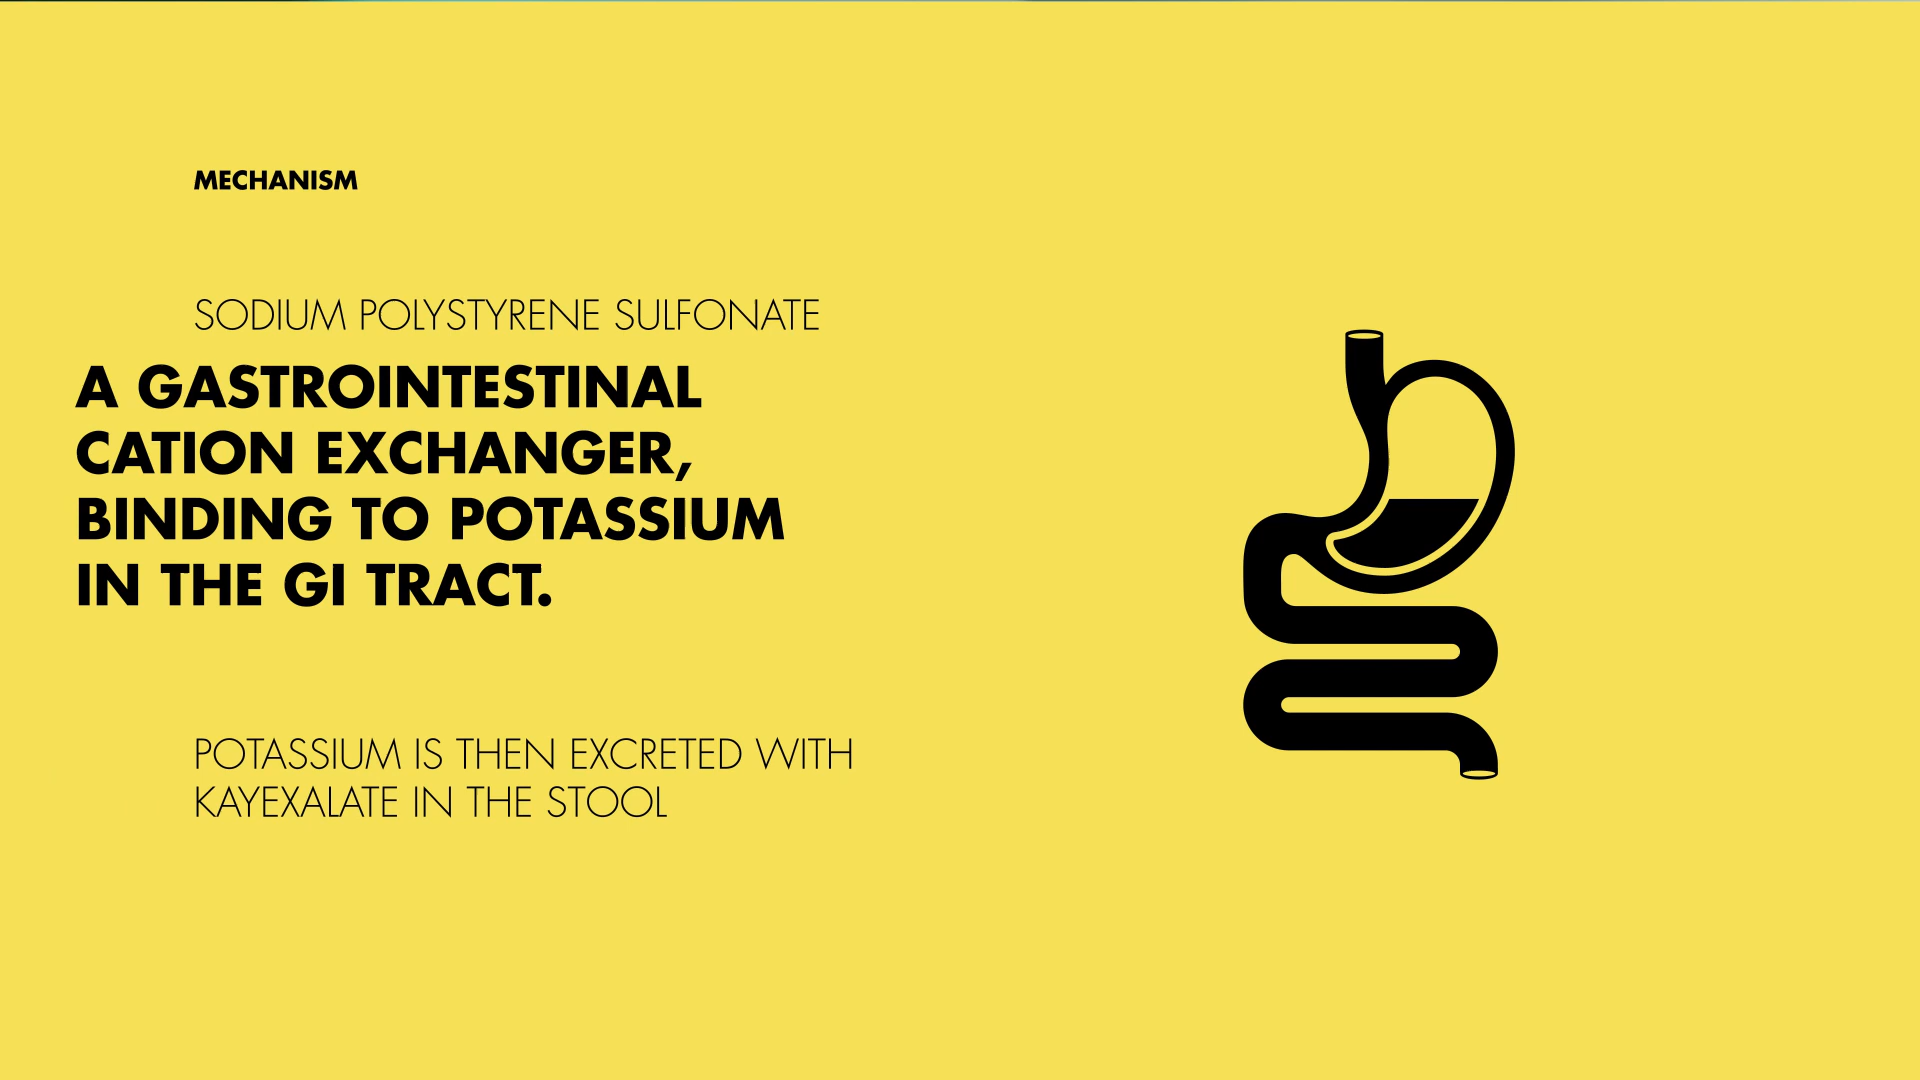 MECHANISM
SODIUM POLYSTYRENE SULFONATE
A GASTROINTESTINAL
CATION EXCHANGER,
BINDING TO POTASSIUM
IN THE GI TRACT.
POTASSIUM IS THEN EXCRETED WITH
KAYEXALATE IN THE STOOL